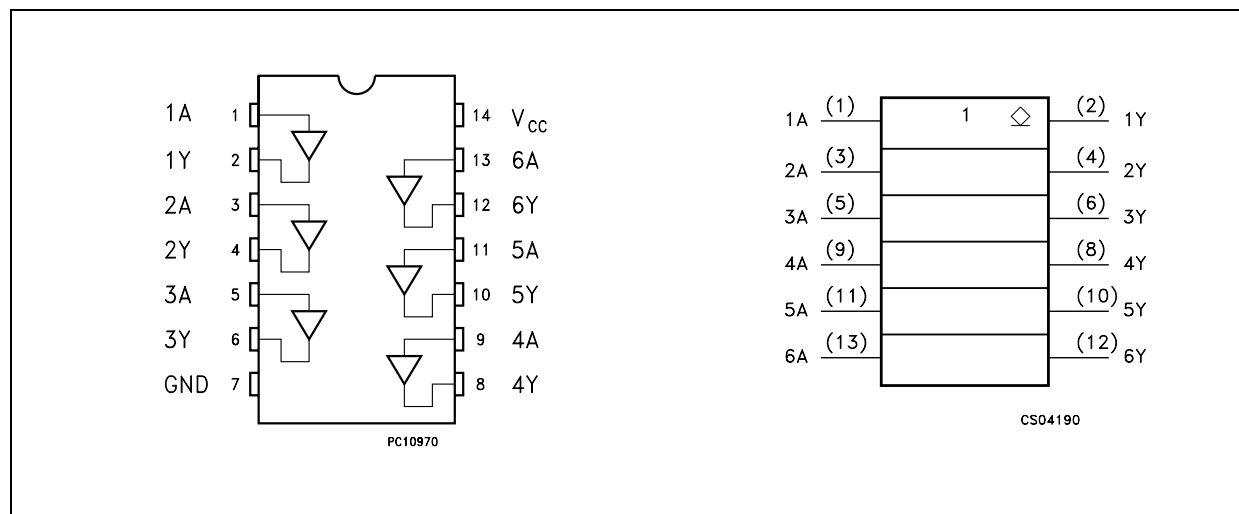 1A 1 14 VCC
1Y 2 13 6A
2A 3 12 6Y
2Y 4 11 5A
3A 5 10 5Y
3Y 6 9 4A
GND 7 8 4Y
PC10970
1 
1A (1) (2) 1Y
2A (3) (4) 2Y
3A (5) (6) 3Y
4A (9) (8) 4Y
5A (11) (10) 5Y
6A (13) (12) 6Y
CS04190